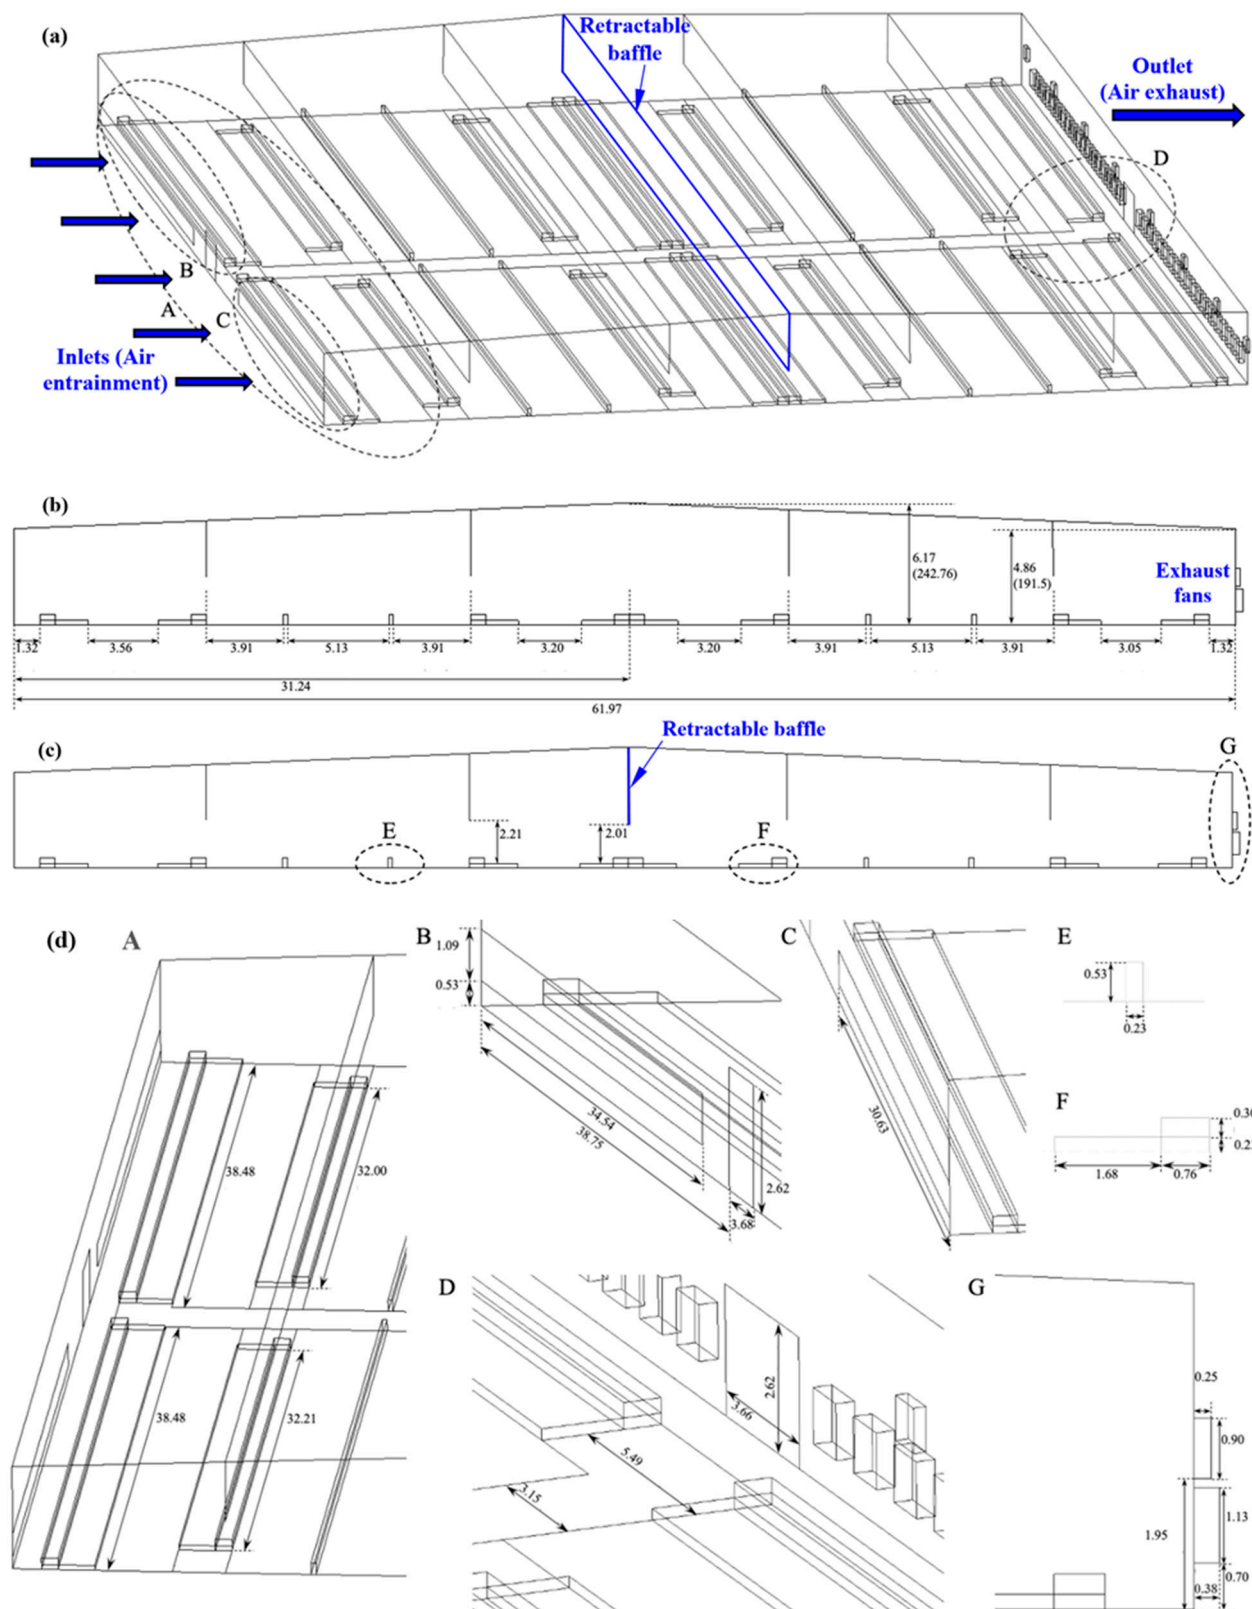 (a)
Retractable
baffle
Outlet
(Air exhaust)
D
B
A
C
Inlets (Air
entrainment)
(b)
6.17
(242.76)
4.86
(191.5)
Exhaust
fans
1.32 3.56 3.91 5.13 3.91 3.20 3.20 3.91 5.13 3.91 3.05 1.32
31.24
61.97
(c)
Retractable baffle
G
E
2.21
2.01
F
(d) A
38.48
32.00
38.48
32.21
B
1.09
0.53
34.54
38.75
2.62
3.68
C
30.63
E
0.53
0.23
F
1.68
0.76
D
2.62
3.66
5.49
3.15
G
0.25
0.90
1.13
1.95
0.38
0.70